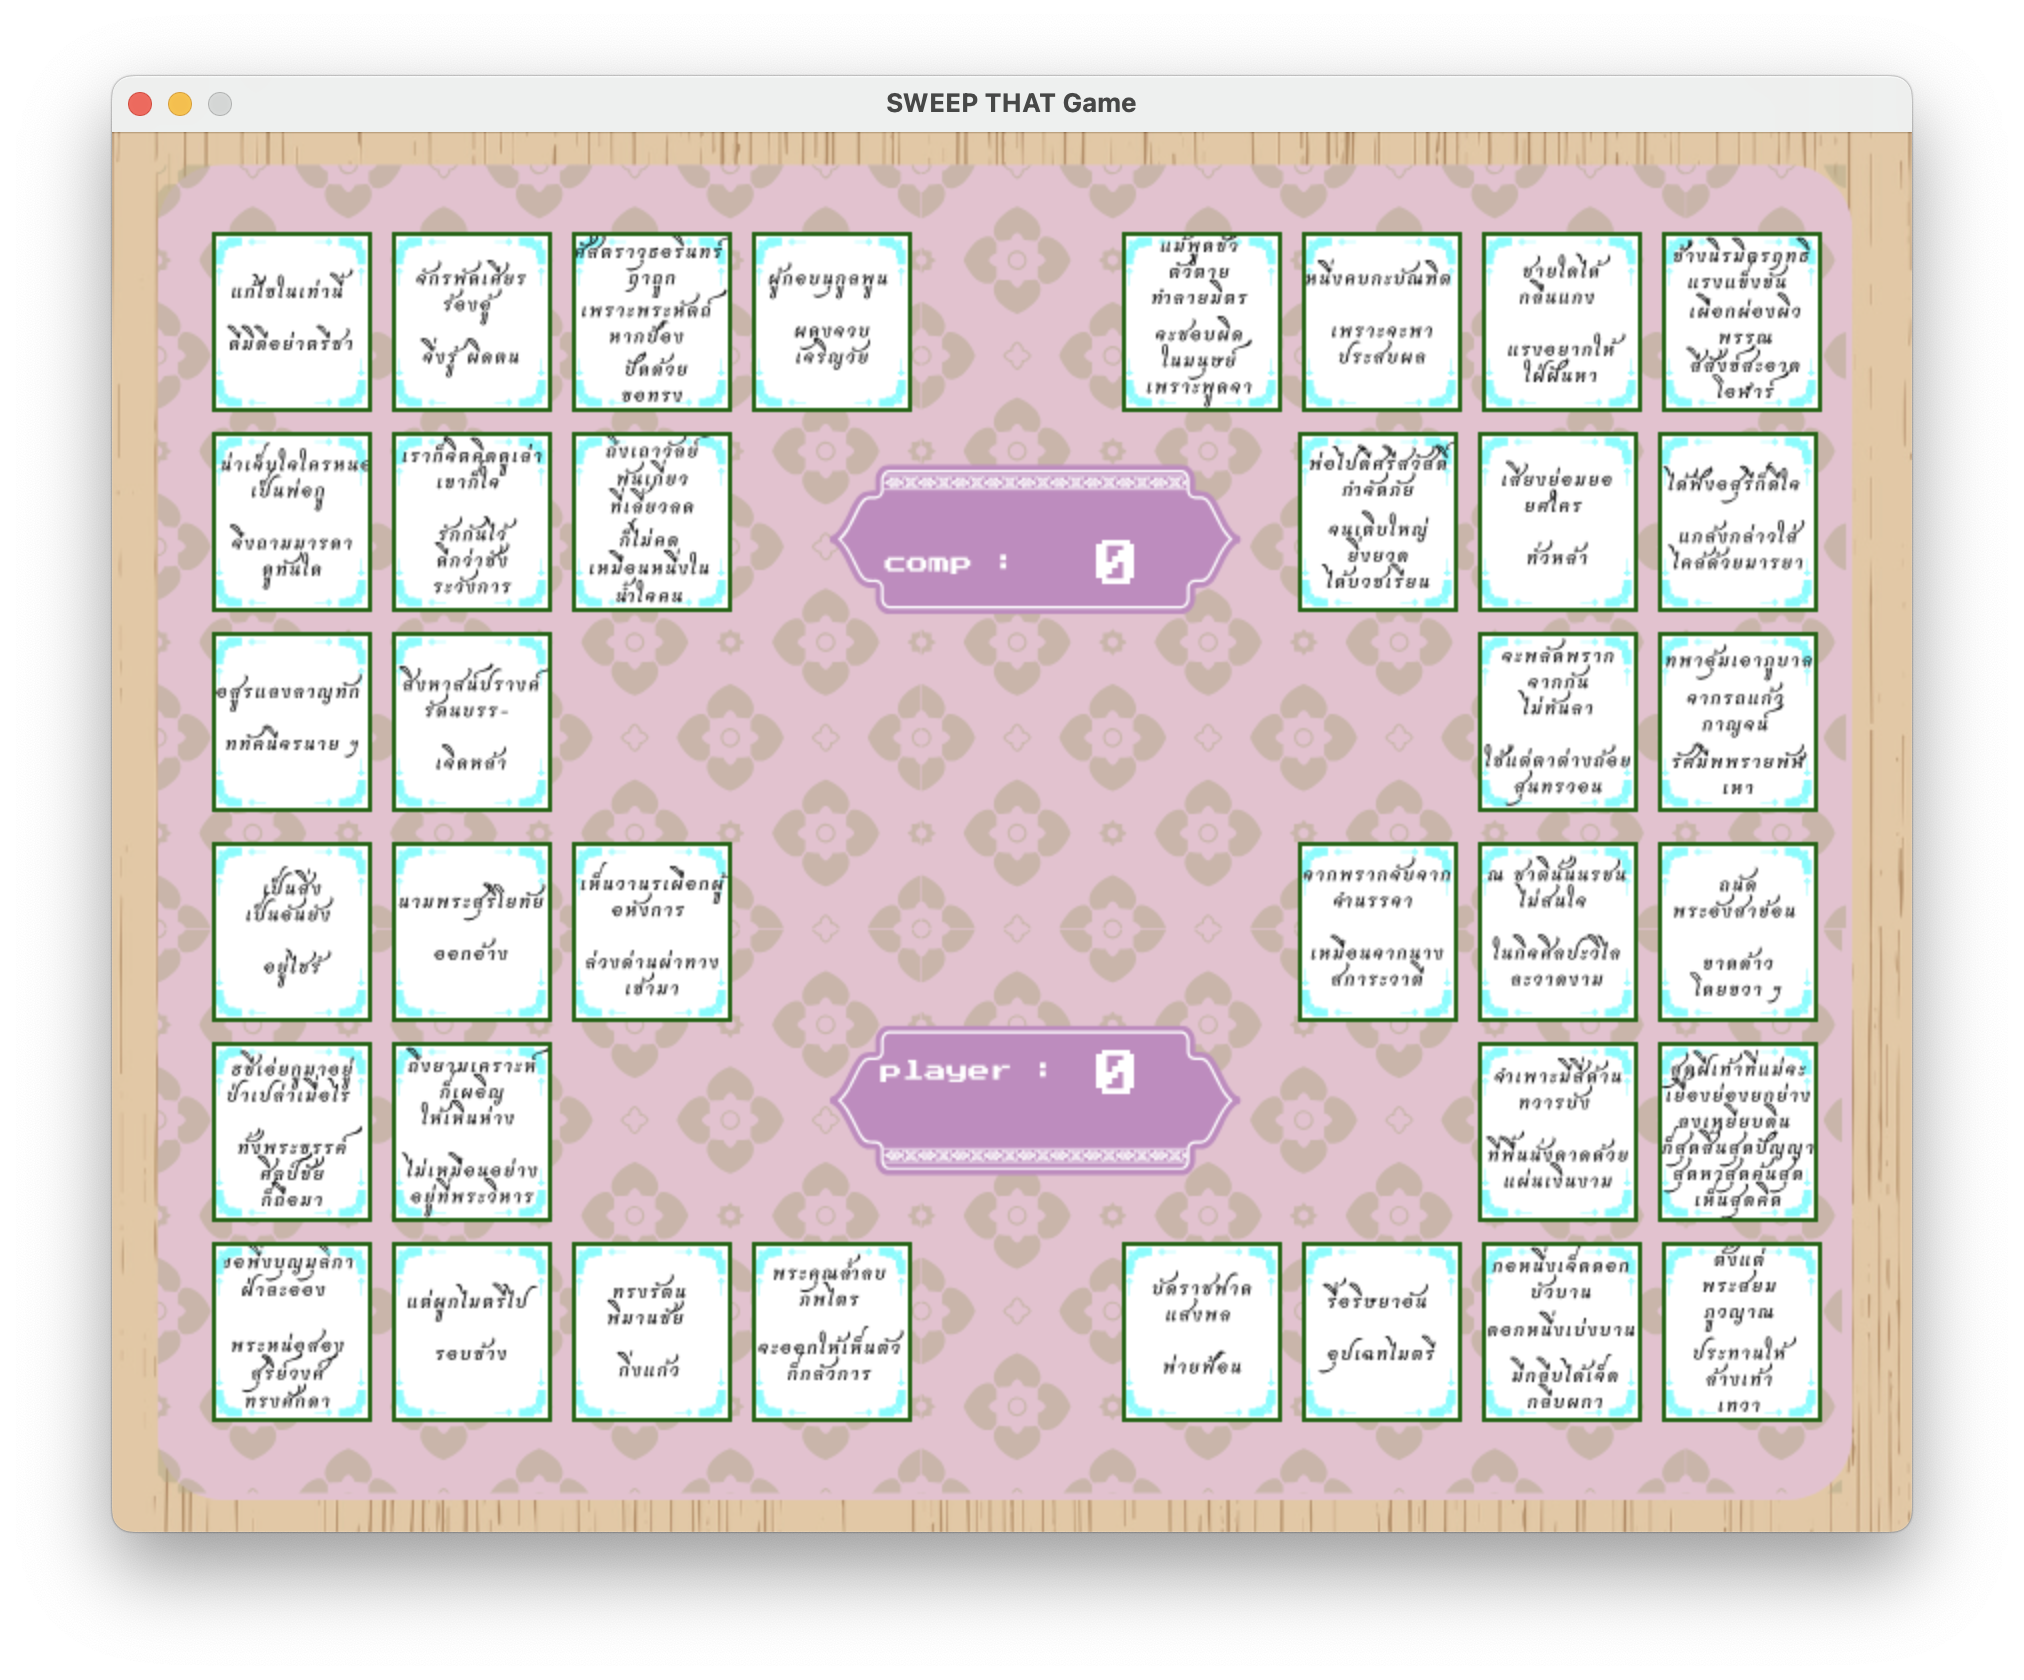 SWEEP THAT Game
แก้ไขในเท่านี้
ดีมิดีอย่าตรีชา
จักรพัดเศียร
ร้องอู้
จึ่งรู้ ผิดตน
ศัสตราวุธอรินทร์
ฤาถูก
เพราะพระหัตถ์
หากป้อง
ปัดด้วย
ขอทรง
ผู้กอบนุกูลพูน
ผดุงจาบ
เจริญวัย
แม้พูดชั่ว
ตัวตาย
ทำลายมิตร
จะชอบผิด
ในมนุษย์
เพราะพูดจา
หนึ่งคบกะบัณฑิต
เพราะจะพา
ประสบผล
ชายใดได้
กลิ่นแกง
แรงอยากให้
ใฝ่ฝันหา
ช้างนิรมิตรฤทธิ
แรงแข็งขัน
เผือกผ่องผิว
พรรณ
สีสังข์สะอาด
โอฬาร์
น่าเจ็บใจใครหนอ
เป็นพ่อกู
จึงถามมารดา
ดูทันใด
เราก็จิตคิดดูเล่า
เขาก็ใจ
รักกันไว้
ดีกว่าชัง
ระวังการ
ถึงเถาวัลย์
พันเกี่ยว
ที่เลี้ยวลด
ก็ไม่คด
เหมือนหนึ่งใน
น้ำใจคน
comp : 0
พ่อไปดีศรีสวัสดิ์
กำจัดภัย
จนเติบใหญ่
ยิ่งยวด
ได้บวชเรียน
เสียงย่อมยอ
ยศใคร
ทั่วหล้า
ได้ฟังอสุรีก็ดีใจ
แกล้งกล่าวใส้
ไคล้ด้วยมารยา
อสูรแลงลาญทัก
ททัคนีจรนาย ๆ
สิงหาสน์ปรางค์
รัตนบรร-
เจิดหล้า
จะพลัดพราก
จากกัน
ไม่ทันลา
ใช้แต่ตาต่างถ้อย
สุนทรวอน
ทหาอุ้มเอาภูบาล
จากรถแก้ว
กาญจน์
รัศมีพพรายพัห
เหา
เป็นสิ่ง
เป็นอันยัง
อยู่ไซร้
นามพระสุริโยทัย
ออกอ้าง
เห็นวานรเผือกผู้
อหังการ
ล่วงด่านผ่าทาง
เข้ามา
จากพรากจับจาก
จำนรรจา
เหมือนจากนาง
สการะวาตี
ณ ชาตินั้นนรชน
ไม่สนใจ
ในกิจศิลปะวิไล
ละวาดงาม
ถนัด
พระอังสาข้อน
ขาดด้าว
โดยขวา ๆ
ธชีเอ่ยกูมาอยู่
ป่าเปล่าเมื่อไร
ทั้งพระธรรค์
ศิลป์ชัย
ก็ถือมา
ถึงยามเคราะห์
ก็เผอิญ
ให้เหินห่าง
ไม่เหมือนอย่าง
อยู่ที่พระวิหาร
player : 0
จำเพาะมีสี่ด้าน
ทวารบัง
ที่พื้นนั่งดาดด้วย
แผ่นเงินงาม
สุดฝีเท้าที่แม่จะ
เยื้องย่องยกย่าง
ลงเหยียบดิน
ก็สุดสิ้นสุดปัญญา
สุดหาสุดค้นสุด
เห็นสุดคิด
ขอพึ่งบุญมุลิกา
ฝ่าละออง
พระหน่อสอง
สุริย์วงศ์
ทรงศักดา
แต่ผูกไมตรีไป
รอบข้าง
ทรงรัตน
พิมานชัย
กิ่งแก้ว
พระคุณล้ำลบ
ภพไตร
จะออกให้เห็นตัว
ก็กลัวการ
บัดราชฟาด
แสงพล
พ่ายฟ้อน
รื้อริษยาอัน
อุปเฉทไมตรี
กอหนึ่งเจ็ดดอก
บัวบาน
ดอกหนึ่งเบ่งบาน
มีกลีบได้เจ็ด
กลีบผกา
ตั้งแต่
พระสยม
ภูวญาณ
ประทานให้
ล้างเท้า
เทวา